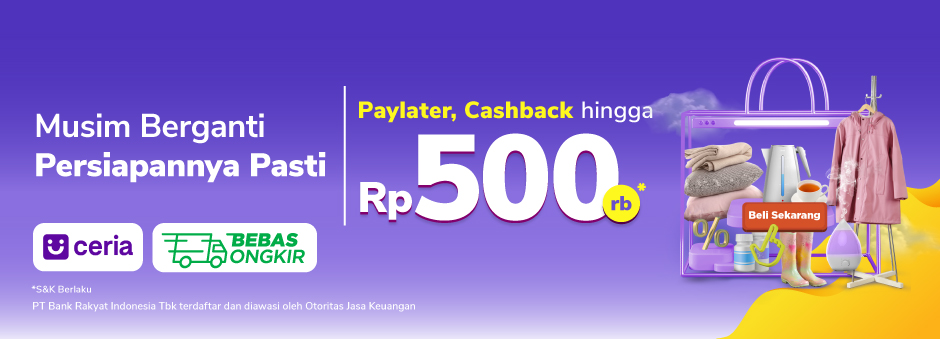 Musim Berganti
Persiapannya Pasti
ceria
BEBAS
ONGKIR
*S&K Berlaku
PT Bank Rakyat Indonesia Tbk terdaftar dan diawasi oleh Otoritas Jasa Keuangan
Paylater, Cashback hingga
Rp500rb*
%
Beli Sekarang